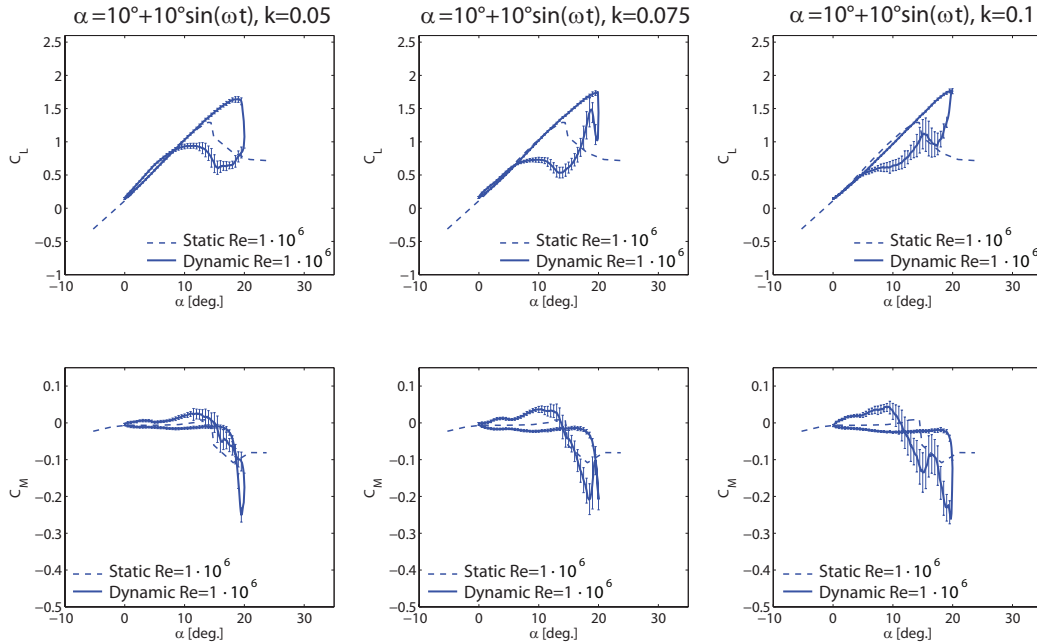 α=10°+10°sin(ωt), k=0.05
α=10°+10°sin(ωt), k=0.075
α=10°+10°sin(ωt), k=0.1
2.5
2
1.5
1
0.5
0
−0.5
−1
C_L
Static Re=1 · 10^6
Dynamic Re=1 · 10^6
−10 0 10 20 30
α [deg.]
2.5
2
1.5
1
0.5
0
−0.5
−1
C_L
Static Re=1 · 10^6
Dynamic Re=1 · 10^6
−10 0 10 20 30
α [deg.]
2.5
2
1.5
1
0.5
0
−0.5
−1
C_L
Static Re=1 · 10^6
Dynamic Re=1 · 10^6
−10 0 10 20 30
α [deg.]
0.1
0
−0.1
−0.2
−0.3
−0.4
−0.5
C_M
Static Re=1 · 10^6
Dynamic Re=1 · 10^6
−10 0 10 20 30
α [deg.]
0.1
0
−0.1
−0.2
−0.3
−0.4
−0.5
C_M
Static Re=1 · 10^6
Dynamic Re=1 · 10^6
−10 0 10 20 30
α [deg.]
0.1
0
−0.1
−0.2
−0.3
−0.4
−0.5
C_M
Static Re=1 · 10^6
Dynamic Re=1 · 10^6
−10 0 10 20 30
α [deg.]